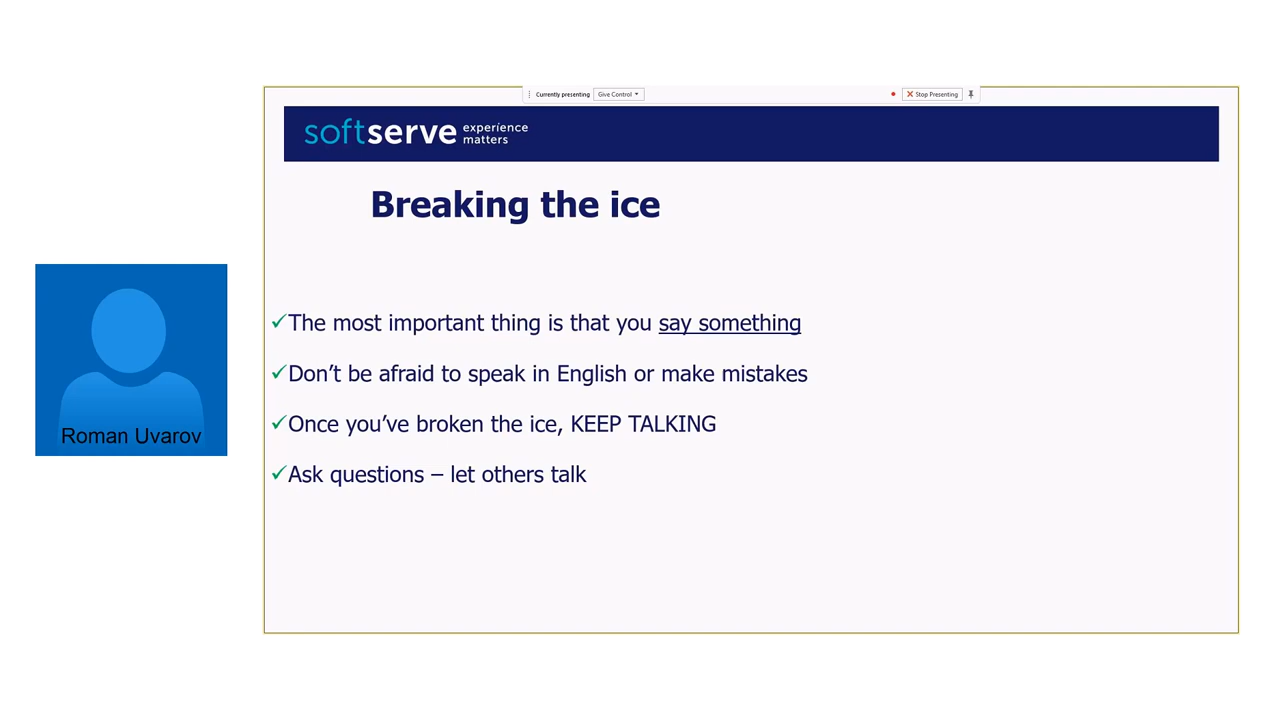 Currently presenting Give Control Stop Presenting
softserve experience matters
Breaking the ice
The most important thing is that you say something
Don't be afraid to speak in English or make mistakes
Once you've broken the ice, KEEP TALKING
Ask questions – let others talk
Roman Uvarov